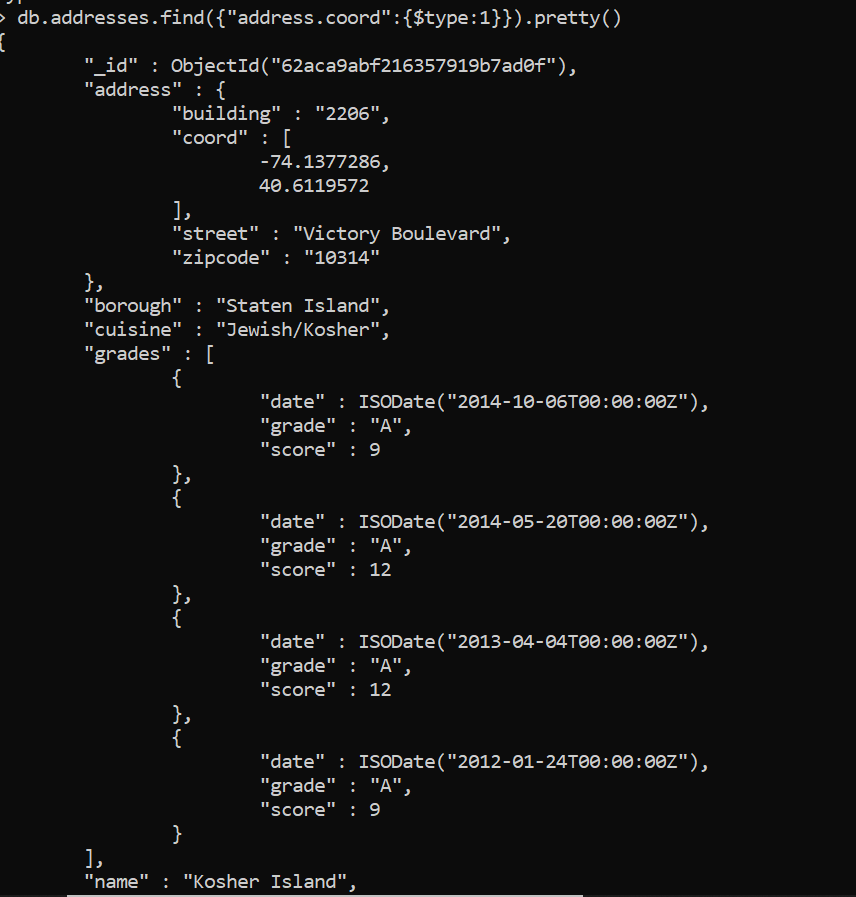 > db.addresses.find({"address.coord":{$type:1}}).pretty()
{
        "_id" : ObjectId("62aca9abf216357919b7ad0f"),
        "address" : {
                "building" : "2206",
                "coord" : [
                        -74.1377286,
                        40.6119572
                ],
                "street" : "Victory Boulevard",
                "zipcode" : "10314"
        },
        "borough" : "Staten Island",
        "cuisine" : "Jewish/Kosher",
        "grades" : [
                {
                        "date" : ISODate("2014-10-06T00:00:00Z"),
                        "grade" : "A",
                        "score" : 9
                },
                {
                        "date" : ISODate("2014-05-20T00:00:00Z"),
                        "grade" : "A",
                        "score" : 12
                },
                {
                        "date" : ISODate("2013-04-04T00:00:00Z"),
                        "grade" : "A",
                        "score" : 12
                },
                {
                        "date" : ISODate("2012-01-24T00:00:00Z"),
                        "grade" : "A",
                        "score" : 9
                }
        ],
        "name" : "Kosher Island",